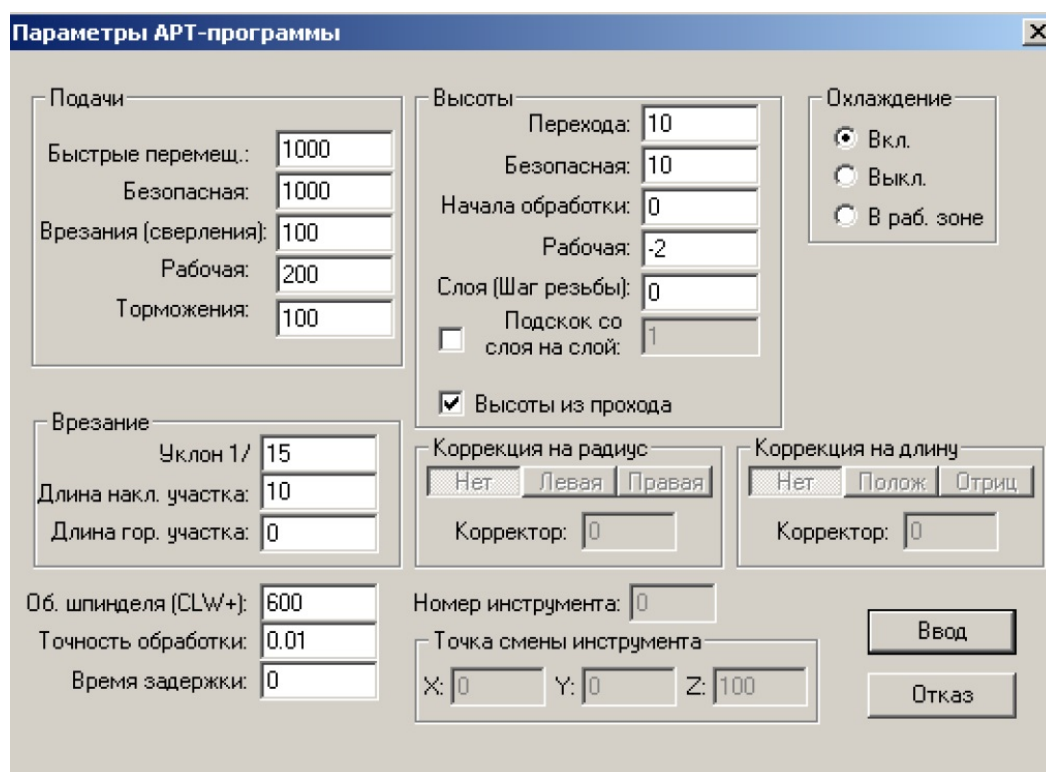 Параметры АРТ-программы
Подачи
Быстрые перемещ.: 1000
Безопасная: 1000
Врезания (сверления): 100
Рабочая: 200
Торможения: 100
Высоты
Перехода: 10
Безопасная: 10
Начала обработки: 0
Рабочая: -2
Слоя (Шаг резьбы): 0
Подскок со
слоя на слой: 1
Высоты из прохода
Охлаждение
Вкл.
Выкл.
В раб. зоне
Врезание
Уклон 1/ 15
Длина накл. участка: 10
Длина гор. участка: 0
Коррекция на радиус
Нет Левая Правая
Корректор: 0
Коррекция на длину
Нет Полож Отриц
Корректор: 0
Об. шпинделя (CLW+): 600
Точность обработки: 0.01
Время задержки: 0
Номер инструмента: 0
Точка смены инструмента
X: 0 Y: 0 Z: 100
Ввод
Отказ